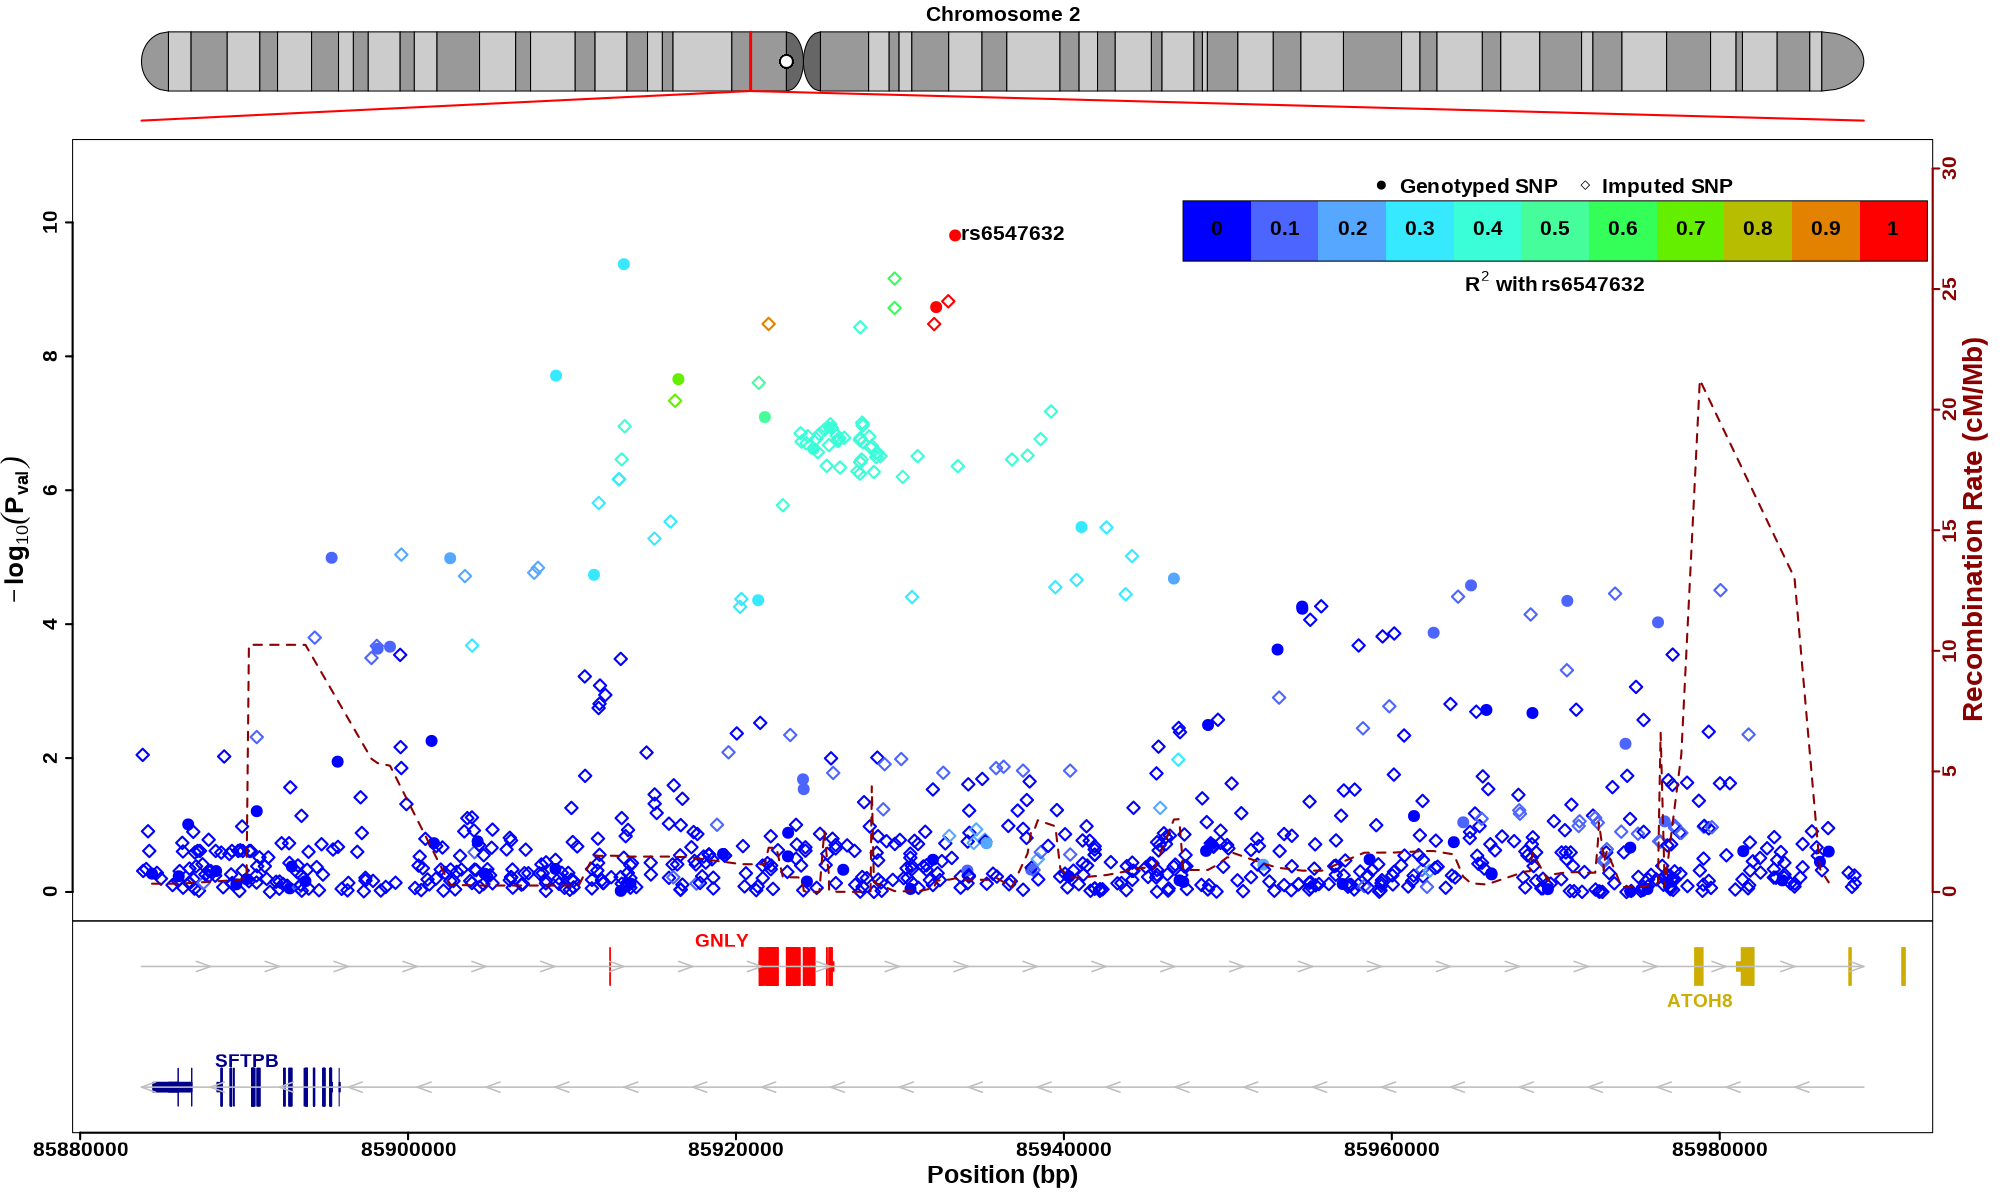 Chromosome 2
Genotyped SNP Imputed SNP
0 0.1 0.2 0.3 0.4 0.5 0.6 0.7 0.8 0.9 1
R² with rs6547632
rs6547632
−log₁₀(Pval)
10
8
6
4
2
0
30
25
20
15
10
5
0
Recombination Rate (cM/Mb)
GNLY
ATOH8
SFTPB
85880000 85900000 85920000 85940000 85960000 85980000
Position (bp)